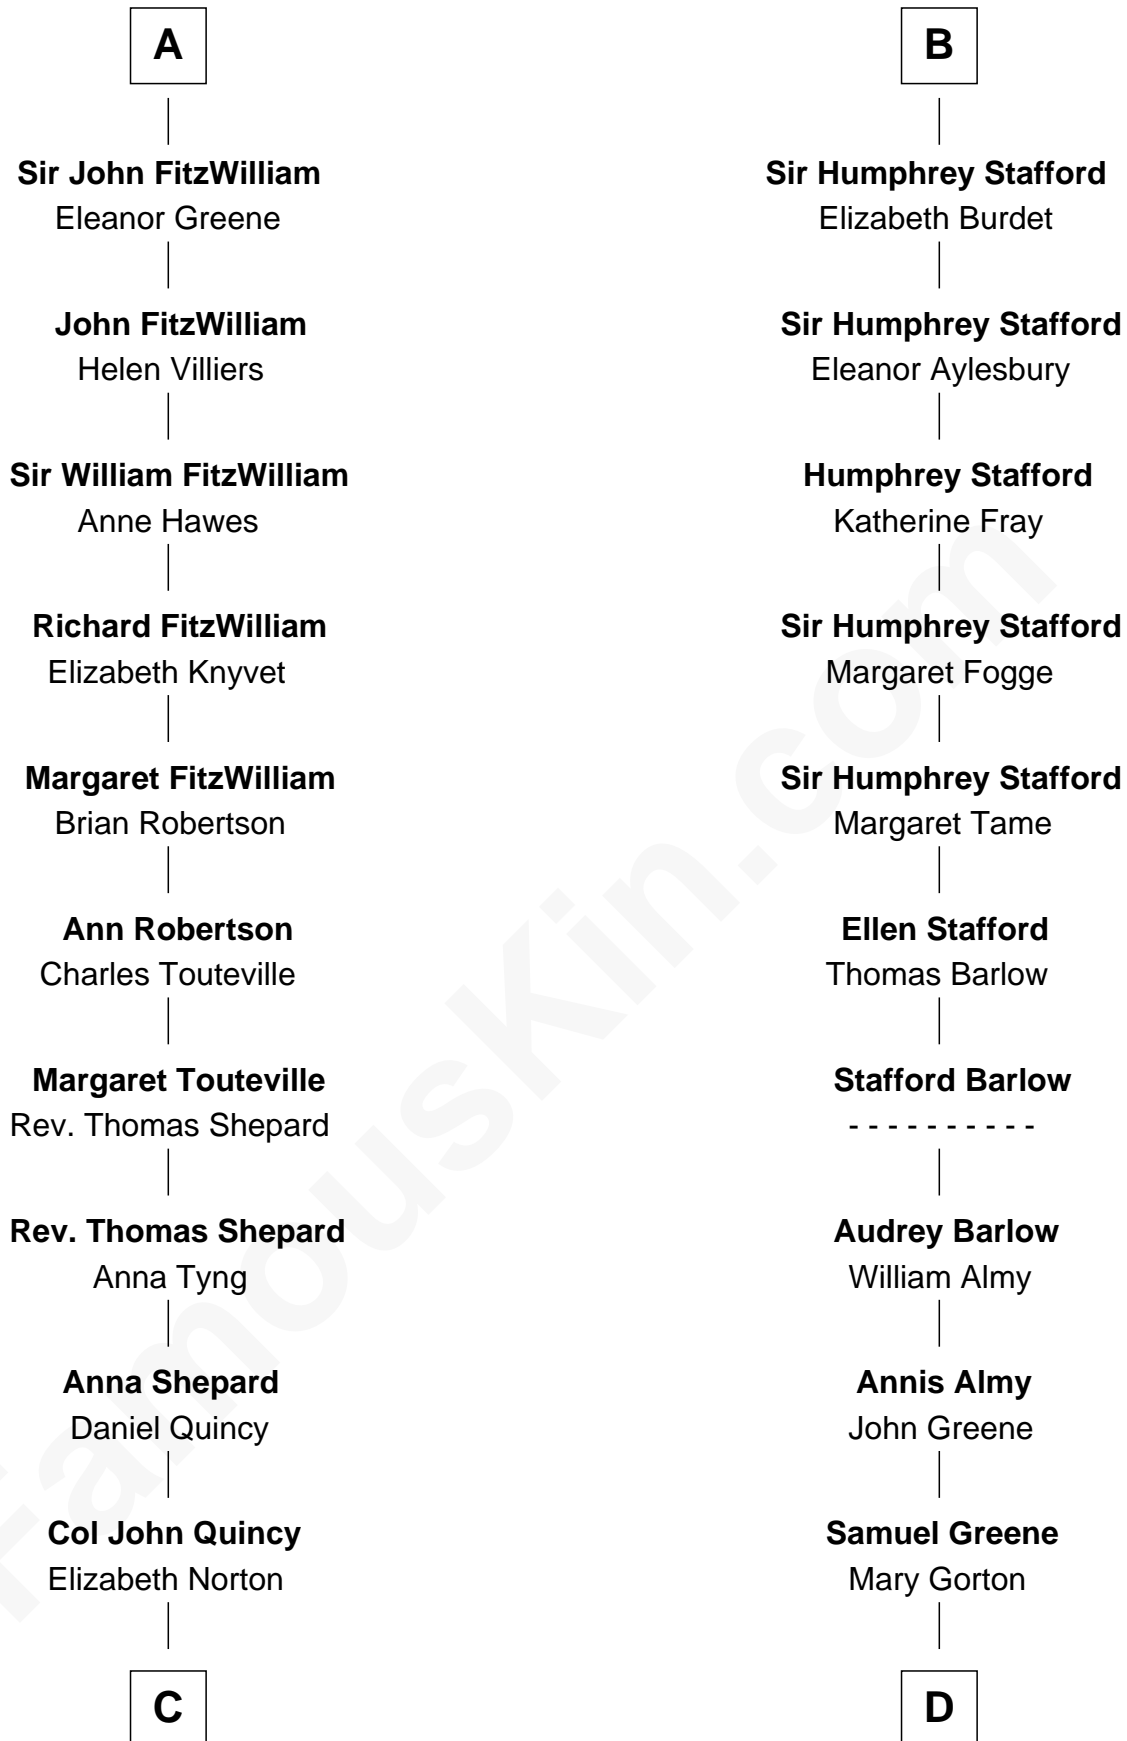 A
Sir John FitzWilliam
Eleanor Greene
John FitzWilliam
Helen Villiers
Sir William FitzWilliam
Anne Hawes
Richard FitzWilliam
Elizabeth Knyvet
Margaret FitzWilliam
Brian Robertson
Ann Robertson
Charles Touteville
Margaret Touteville
Rev. Thomas Shepard
Rev. Thomas Shepard
Anna Tyng
Anna Shepard
Daniel Quincy
Col John Quincy
Elizabeth Norton
C
B
Sir Humphrey Stafford
Elizabeth Burdet
Sir Humphrey Stafford
Eleanor Aylesbury
Humphrey Stafford
Katherine Fray
Sir Humphrey Stafford
Margaret Fogge
Sir Humphrey Stafford
Margaret Tame
Ellen Stafford
Thomas Barlow
Stafford Barlow
- - - - - - - - - -
Audrey Barlow
William Almy
Annis Almy
John Greene
Samuel Greene
Mary Gorton
D
FamousKin.com